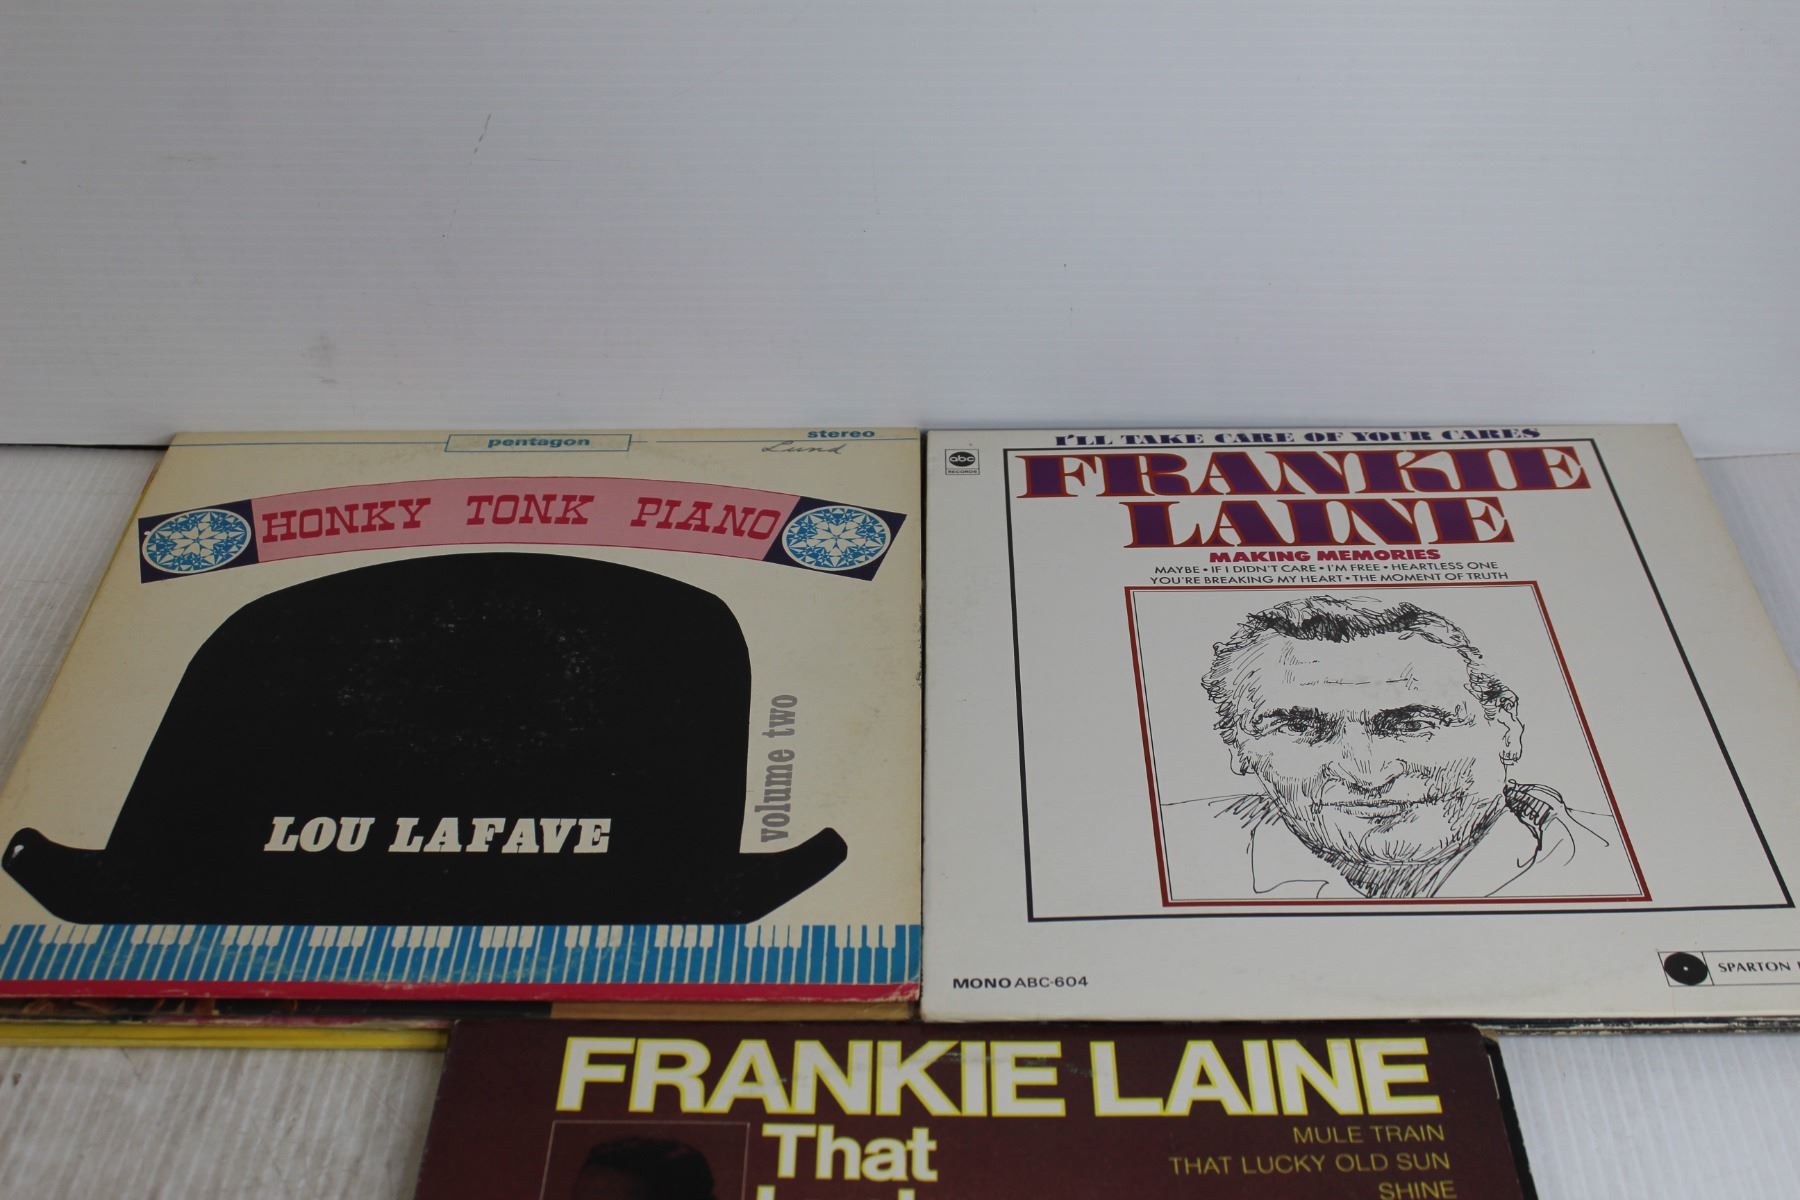 pentagon
stereo
Lund
HONKY TONK PIANO
volume two
LOU LAFAVE
I'LL TAKE CARE OF YOUR CARES
abc
RECORDS
FRANKIE
LAINE
MAKING MEMORIES
MAYBE • IF I DIDN'T CARE • I'M FREE • HEARTLESS ONE
YOU'RE BREAKING MY HEART • THE MOMENT OF TRUTH
MONO ABC-604
SPARTON
FRANKIE LAINE
That
MULE TRAIN
THAT LUCKY OLD SUN
SHINE